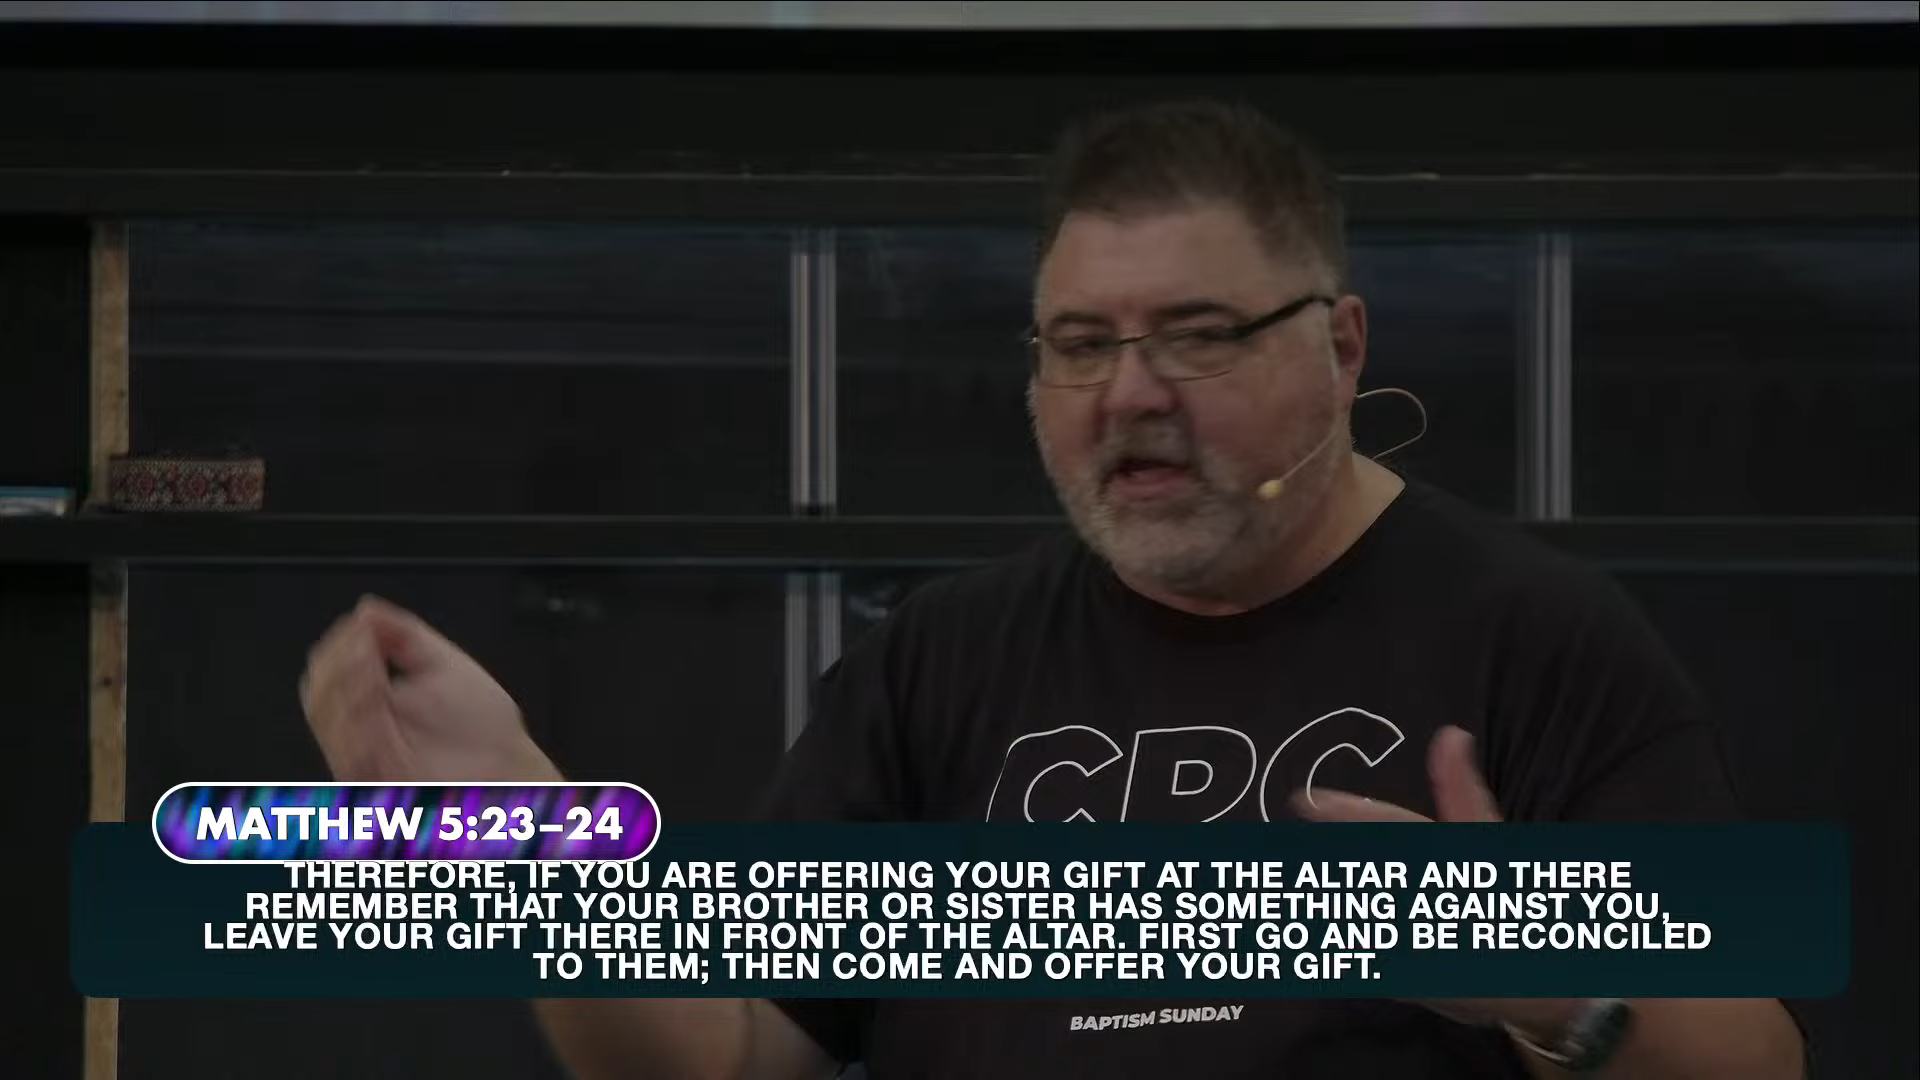 CPC
MATTHEW 5:23–24
THEREFORE, IF YOU ARE OFFERING YOUR GIFT AT THE ALTAR AND THERE
REMEMBER THAT YOUR BROTHER OR SISTER HAS SOMETHING AGAINST YOU,
LEAVE YOUR GIFT THERE IN FRONT OF THE ALTAR. FIRST GO AND BE RECONCILED
TO THEM; THEN COME AND OFFER YOUR GIFT.
BAPTISM SUNDAY